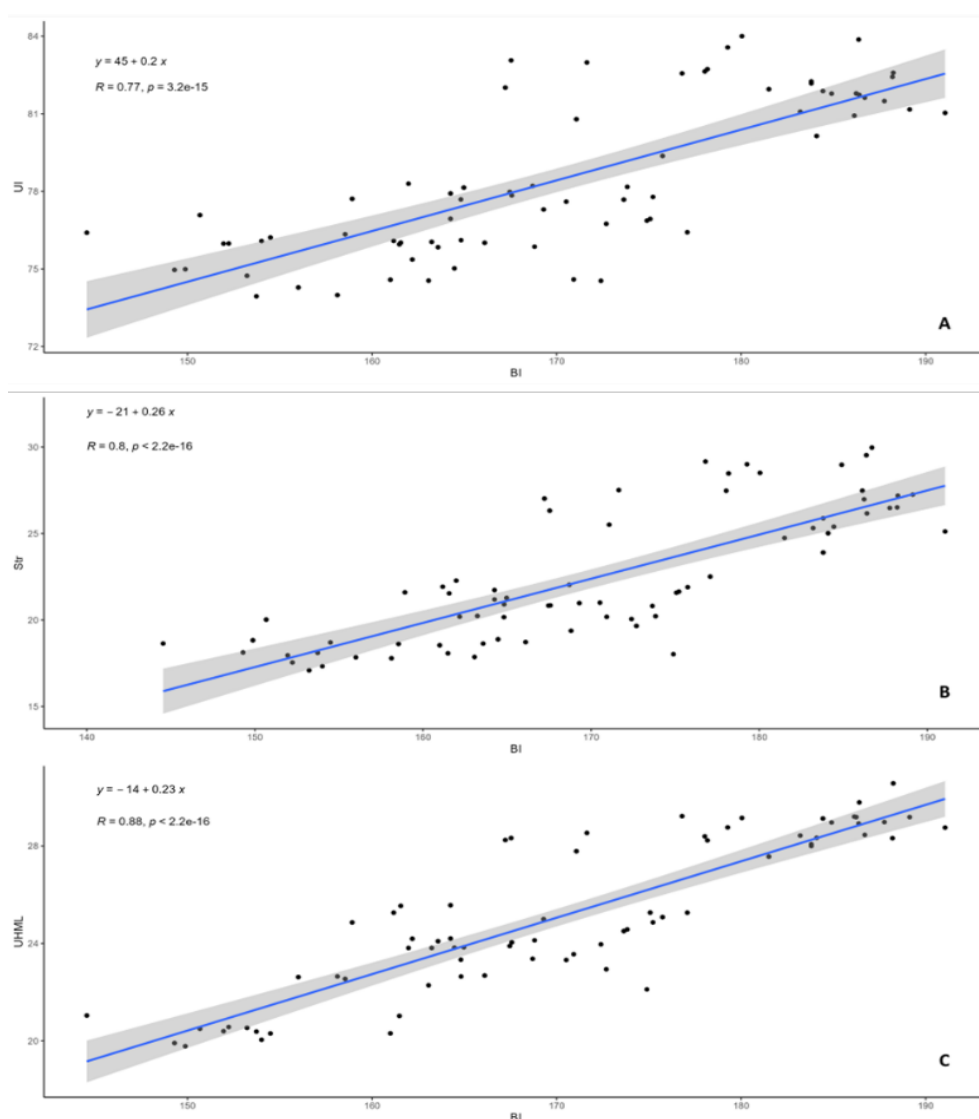 84
81
78
75
72
UI
y = 45 + 0.2 x
R = 0.77, p = 3.2e-15
A
150
160
170
180
190
BI
30
25
20
15
Str
y = − 21 + 0.26 x
R = 0.8, p < 2.2e-16
B
140
150
160
170
180
190
BI
28
24
20
UHML
y = − 14 + 0.23 x
R = 0.88, p < 2.2e-16
C
150
160
170
180
190
BI